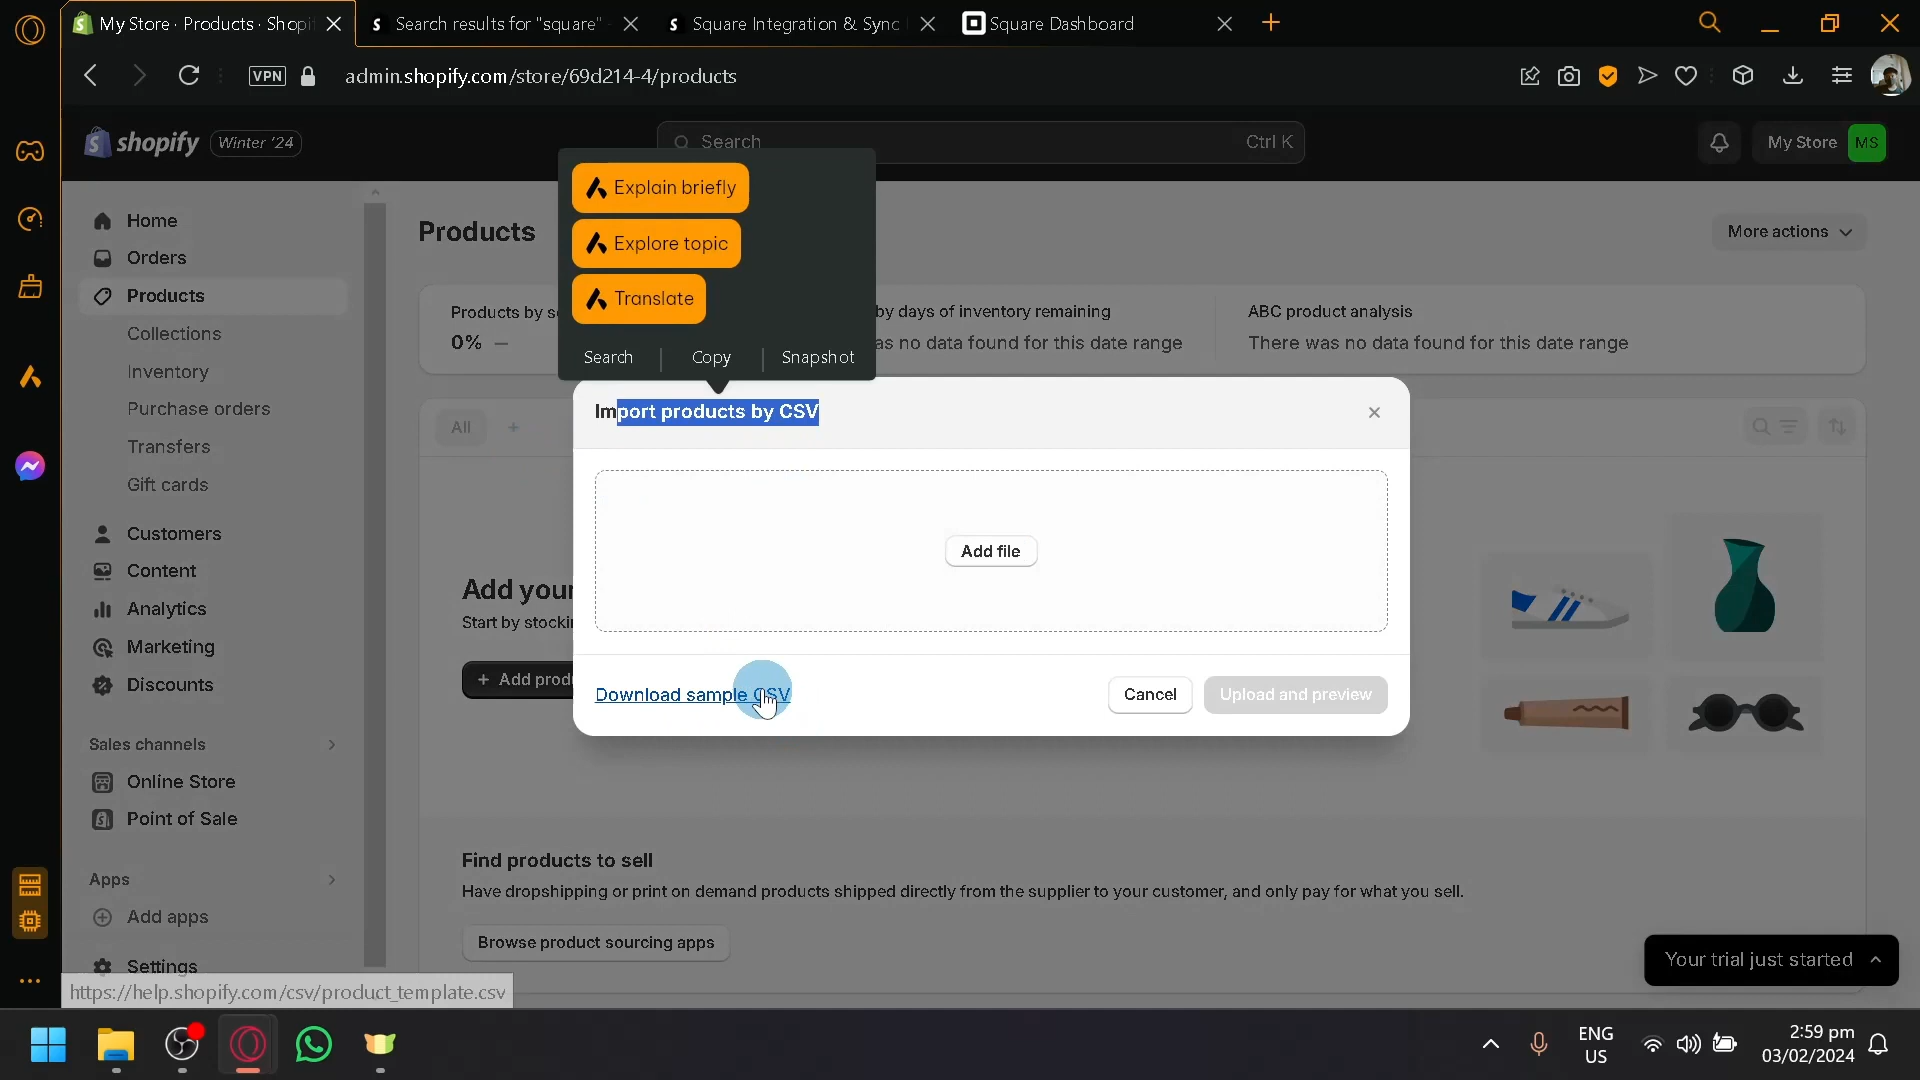 My Store · Products · Shopi
Search results for "square" -
Square Integration & Sync
Square Dashboard
VPN
admin.shopify.com/store/69d214-4/products
shopify
Winter '24
Search
Ctrl K
My Store
MS
Explain briefly
Explore topic
Translate
Search
Copy
Snapshot
Home
Orders
Products
Collections
Inventory
Purchase orders
Transfers
Gift cards
Customers
Content
Analytics
Marketing
Discounts
Sales channels
Online Store
Point of Sale
Apps
Add apps
Settings
https://help.shopify.com/csv/product_template.csv
Products
More actions
Products by se
0% —
by days of inventory remaining
as no data found for this date range
ABC product analysis
There was no data found for this date range
All
+
Import products by CSV
Add file
Download sample CSV
Cancel
Upload and preview
Add your
Start by stockin
+ Add produ
Find products to sell
Have dropshipping or print on demand products shipped directly from the supplier to your customer, and only pay for what you sell.
Browse product sourcing apps
Your trial just started
ENG
US
2:59 pm
03/02/2024